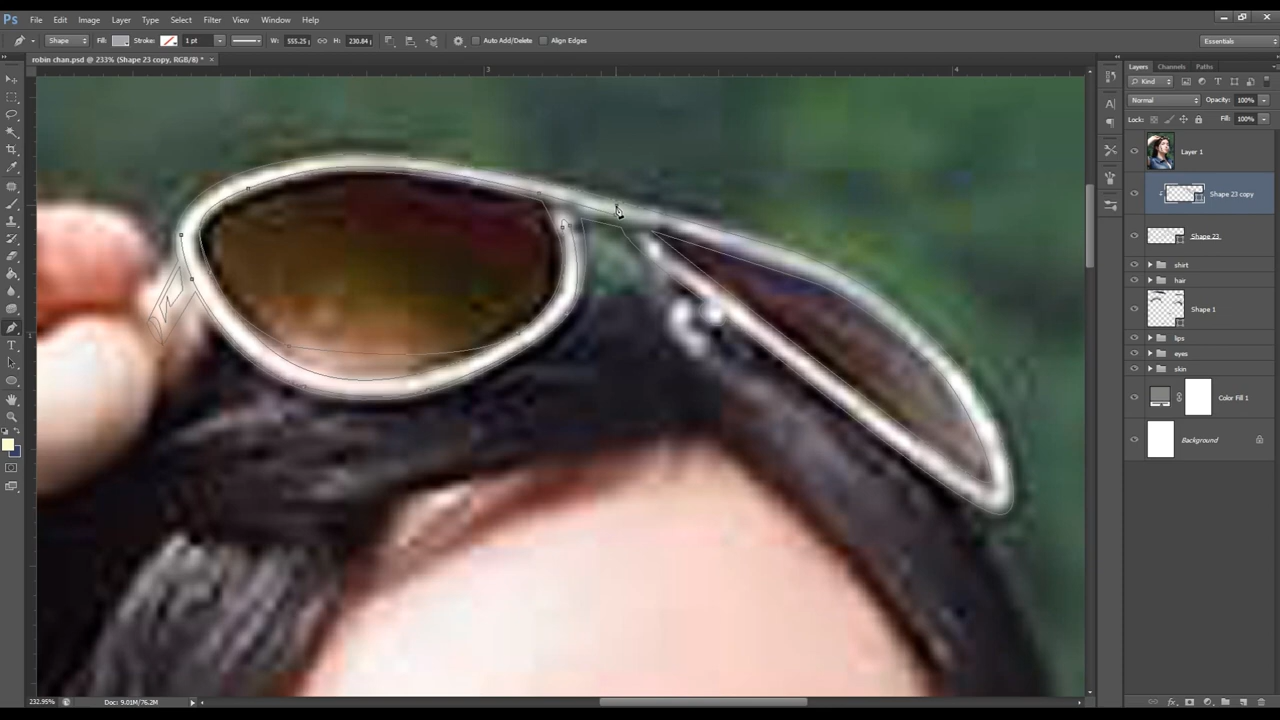 Ps File Edit Image Layer Type Select Filter View Window Help
Shape Fill: Stroke: 1 pt W: 555.25 H: 230.84 Auto Add/Delete Align Edges Essentials
robin chan.psd @ 233% (Shape 23 copy, RGB/8) * ×
3 4
Layers Channels Paths
Kind
Normal Opacity: 100%
Lock: Fill: 100%
Layer 1
Shape 23 copy
Shape 23
shirt
hair
Shape 1
lips
eyes
skin
Color Fill 1
Background
232.95% Doc: 9.01M/76.2M